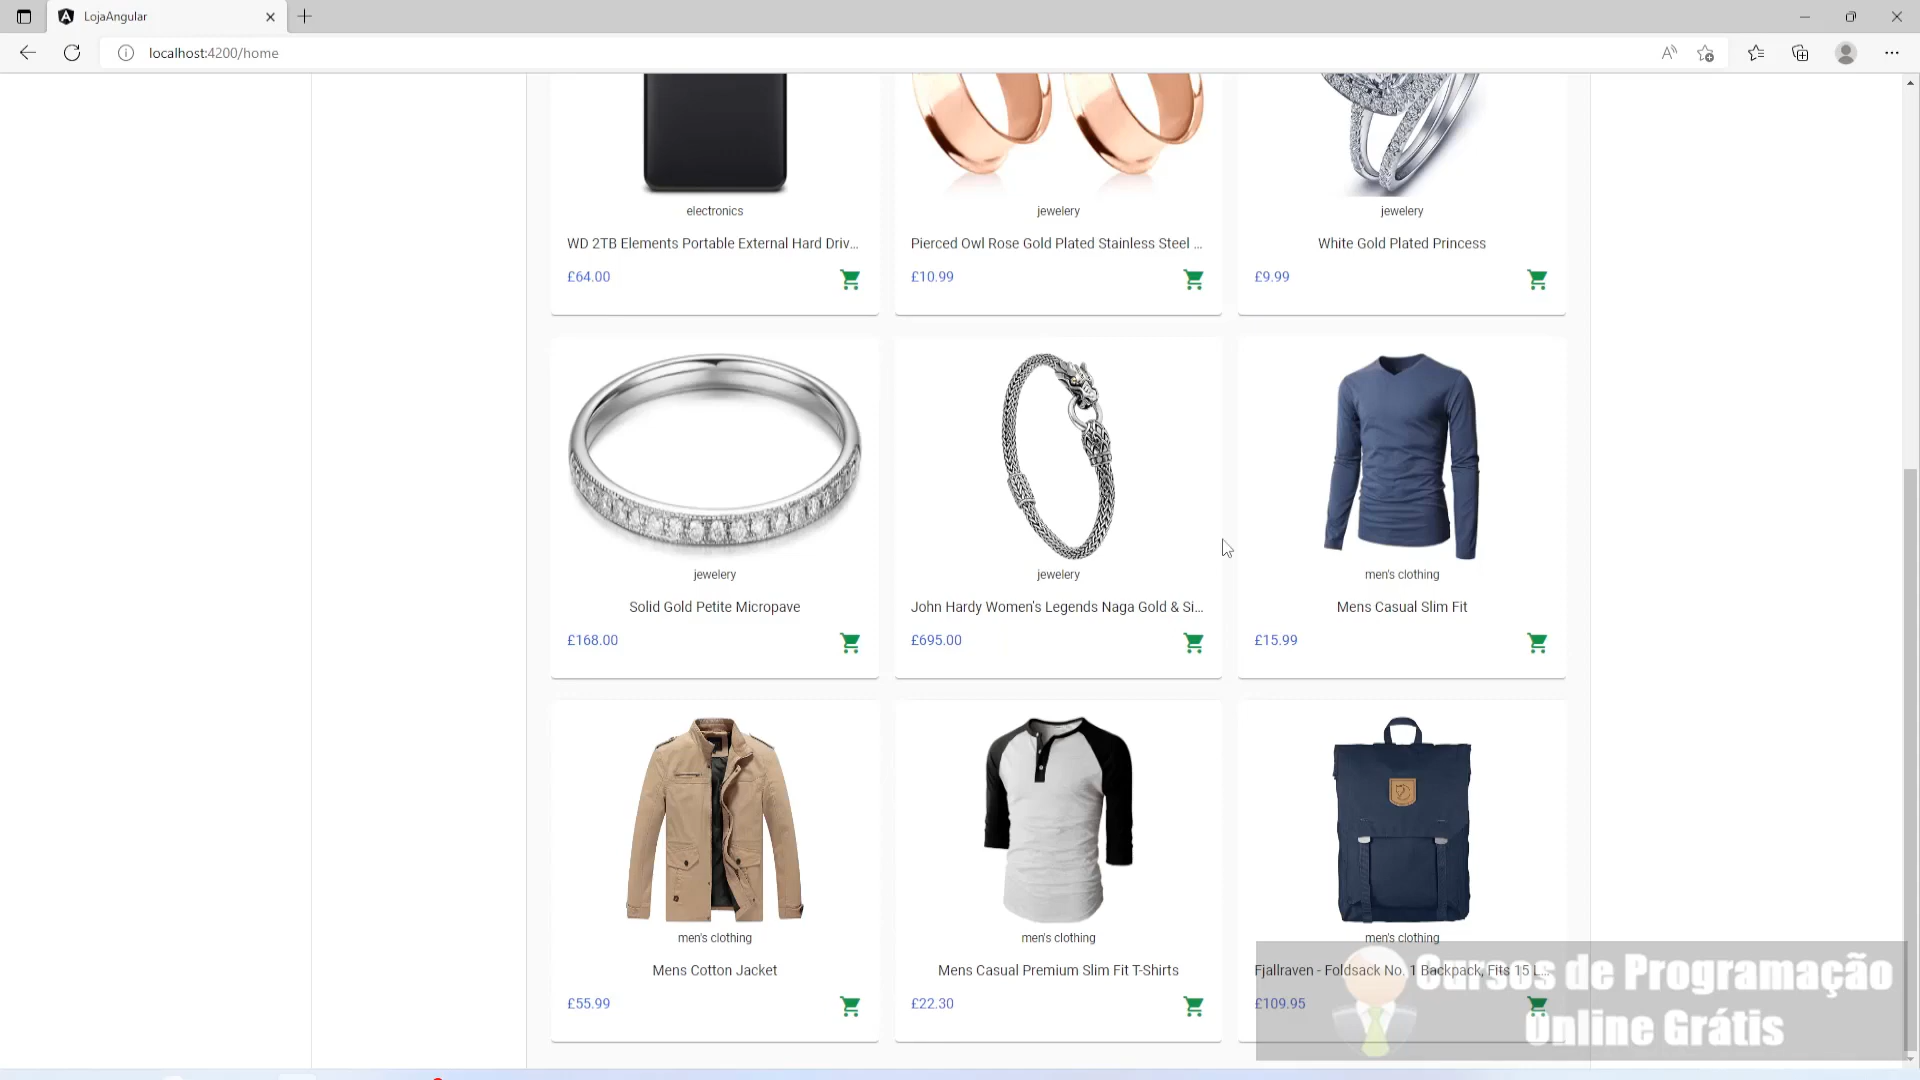 LojaAngular
localhost:4200/home
electronics
WD 2TB Elements Portable External Hard Driv...
£64.00
jewelery
Pierced Owl Rose Gold Plated Stainless Steel ...
£10.99
jewelery
White Gold Plated Princess
£9.99
jewelery
Solid Gold Petite Micropave
£168.00
jewelery
John Hardy Women's Legends Naga Gold & Si...
£695.00
men's clothing
Mens Casual Slim Fit
£15.99
men's clothing
Mens Cotton Jacket
£55.99
men's clothing
Mens Casual Premium Slim Fit T-Shirts
£22.30
men's clothing
Fjallraven - Foldsack No. 1 Backpack, Fits 15 L...
£109.95
Cursos de Programação
Online Grátis